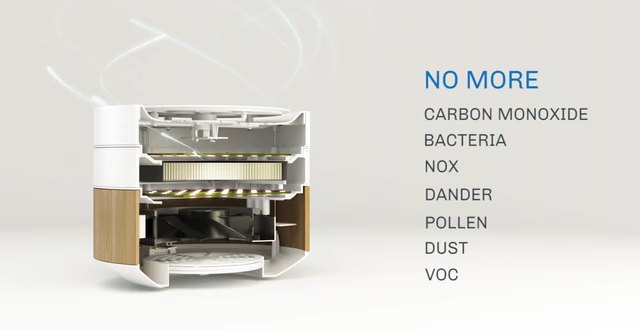 NO MORE
CARBON MONOXIDE
BACTERIA
NOX
DANDER
POLLEN
DUST
VOC